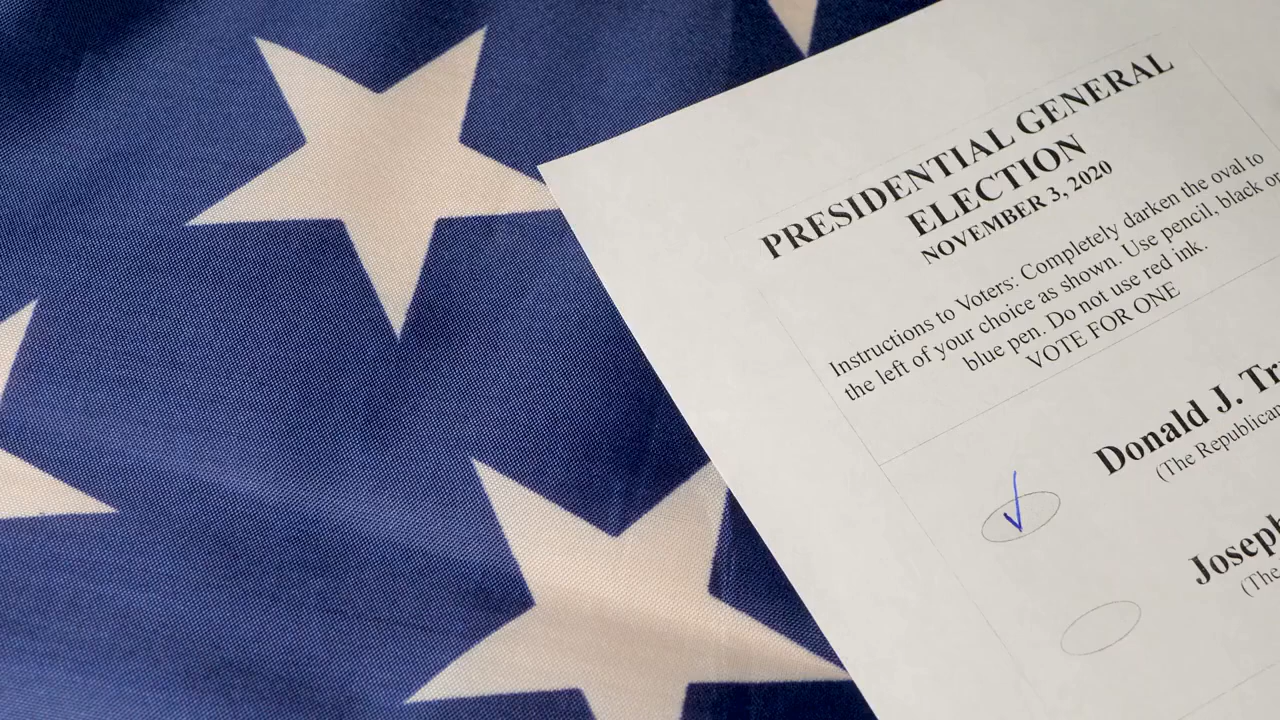 PRESIDENTIAL GENERAL
ELECTION
NOVEMBER 3, 2020
Instructions to Voters: Completely darken the oval to
the left of your choice as shown. Use pencil, black or
blue pen. Do not use red ink.
VOTE FOR ONE
Donald J. Tr
(The Republican
Joseph
(The